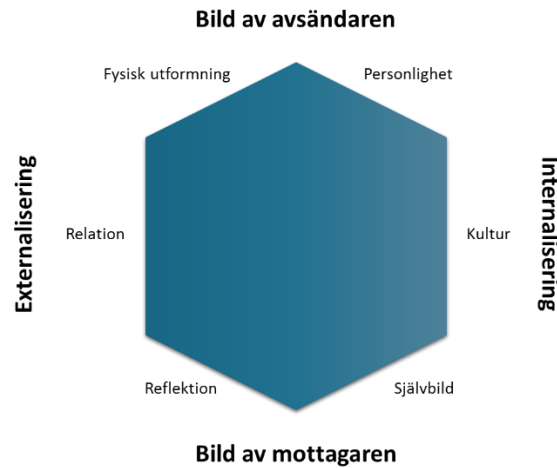 Bild av avsändaren
Fysisk utformning
Personlighet
Externalisering
Internalisering
Relation
Kultur
Reflektion
Självbild
Bild av mottagaren